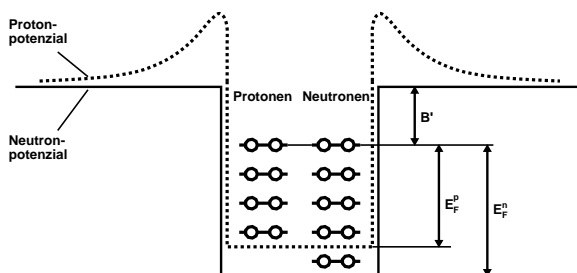 Proton-
potenzial
Neutron-
potenzial
Protonen Neutronen
B'
E_F^p
E_F^n